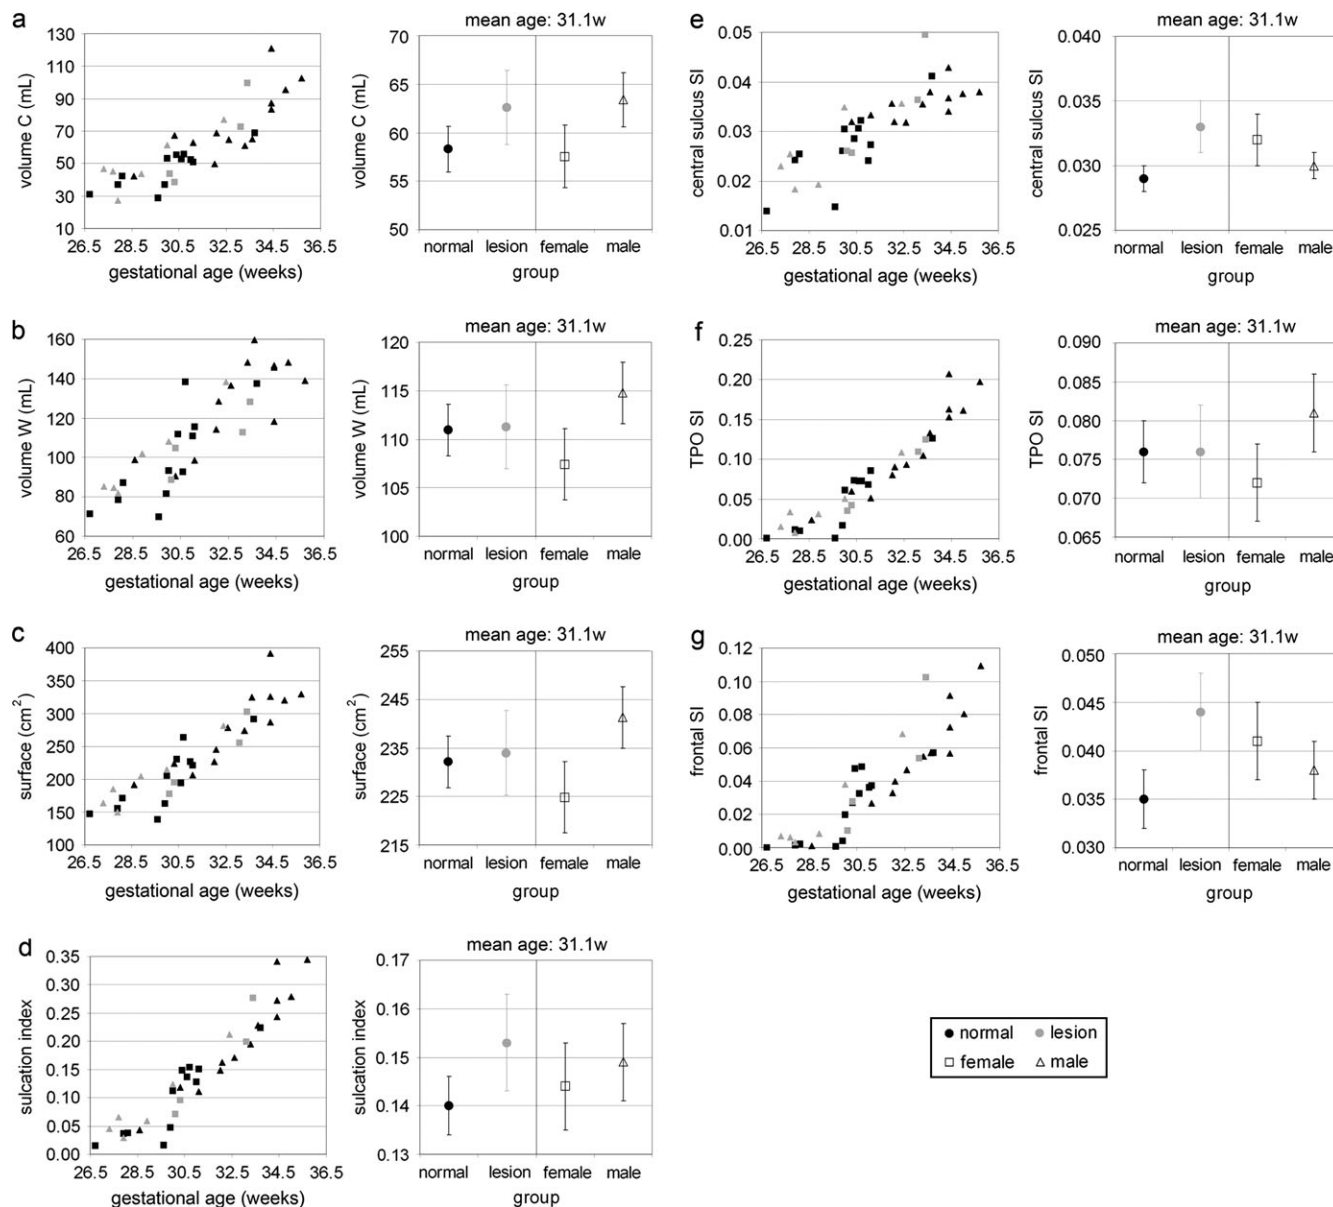 a
mean age: 31.1w
volume C (mL)
130
110
90
70
50
30
10
26.5 28.5 30.5 32.5 34.5 36.5
gestational age (weeks)
volume C (mL)
70
65
60
55
50
normal lesion female male
group
e
mean age: 31.1w
central sulcus SI
0.05
0.04
0.03
0.02
0.01
26.5 28.5 30.5 32.5 34.5 36.5
gestational age (weeks)
central sulcus SI
0.040
0.035
0.030
0.025
normal lesion female male
group
b
mean age: 31.1w
volume W (mL)
160
140
120
100
80
60
26.5 28.5 30.5 32.5 34.5 36.5
gestational age (weeks)
volume W (mL)
120
115
110
105
100
normal lesion female male
group
f
mean age: 31.1w
TPO SI
0.25
0.20
0.15
0.10
0.05
0.00
26.5 28.5 30.5 32.5 34.5 36.5
gestational age (weeks)
TPO SI
0.090
0.085
0.080
0.075
0.070
0.065
normal lesion female male
group
c
mean age: 31.1w
surface (cm²)
400
350
300
250
200
150
100
26.5 28.5 30.5 32.5 34.5 36.5
gestational age (weeks)
surface (cm²)
255
245
235
225
215
normal lesion female male
group
g
mean age: 31.1w
frontal SI
0.12
0.10
0.08
0.06
0.04
0.02
0.00
26.5 28.5 30.5 32.5 34.5 36.5
gestational age (weeks)
frontal SI
0.050
0.045
0.040
0.035
0.030
normal lesion female male
group
d
mean age: 31.1w
sulcation index
0.35
0.30
0.25
0.20
0.15
0.10
0.05
0.00
26.5 28.5 30.5 32.5 34.5 36.5
gestational age (weeks)
sulcation index
0.17
0.16
0.15
0.14
0.13
normal lesion female male
group
normal lesion
female male